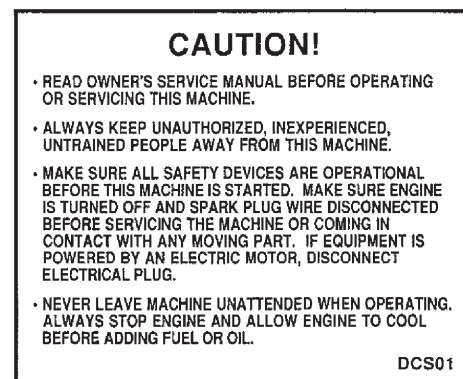 CAUTION!
• READ OWNER'S SERVICE MANUAL BEFORE OPERATING
OR SERVICING THIS MACHINE.
• ALWAYS KEEP UNAUTHORIZED, INEXPERIENCED,
UNTRAINED PEOPLE AWAY FROM THIS MACHINE.
• MAKE SURE ALL SAFETY DEVICES ARE OPERATIONAL
BEFORE THIS MACHINE IS STARTED. MAKE SURE ENGINE
IS TURNED OFF AND SPARK PLUG WIRE DISCONNECTED
BEFORE SERVICING THE MACHINE OR COMING IN
CONTACT WITH ANY MOVING PART. IF EQUIPMENT IS
POWERED BY AN ELECTRIC MOTOR, DISCONNECT
ELECTRICAL PLUG.
• NEVER LEAVE MACHINE UNATTENDED WHEN OPERATING.
ALWAYS STOP ENGINE AND ALLOW ENGINE TO COOL
BEFORE ADDING FUEL OR OIL.
DCS01